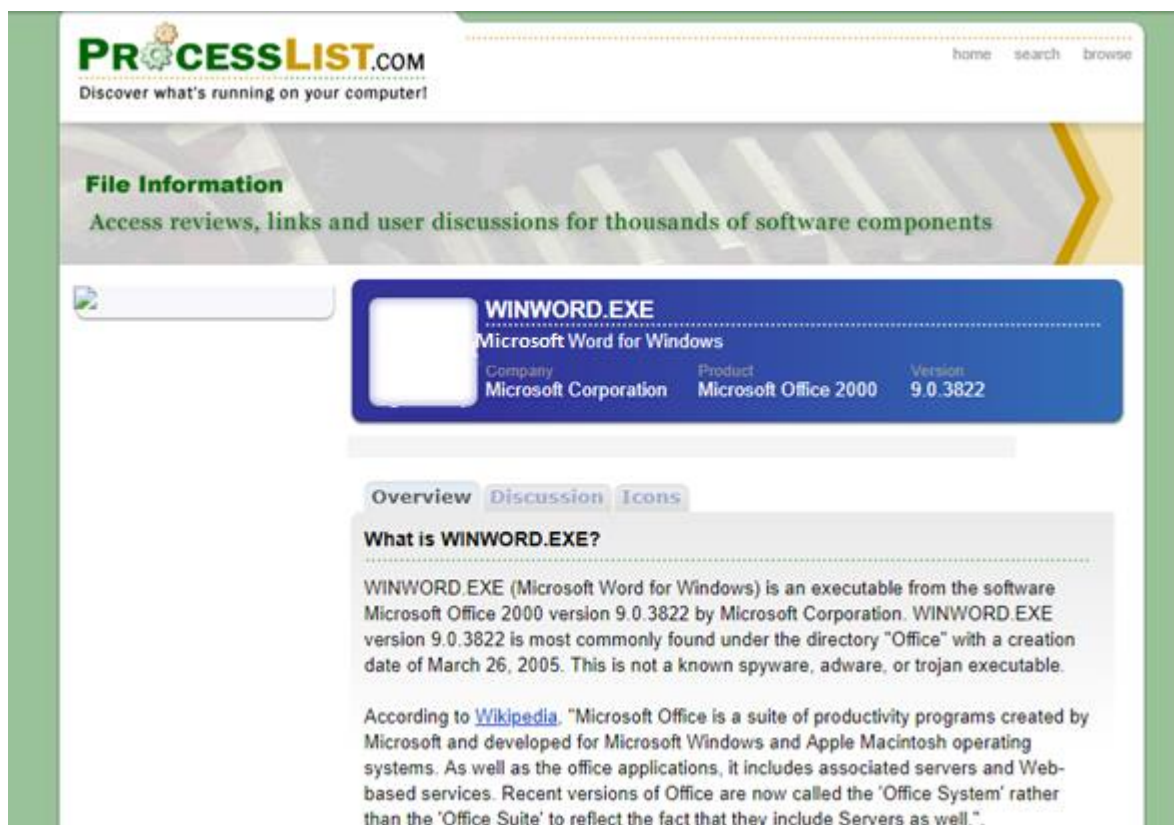 PROCESSLIST.COM
home search browse
Discover what's running on your computer!
File Information
Access reviews, links and user discussions for thousands of software components
WINWORD.EXE
Microsoft Word for Windows
Company Product Version
Microsoft Corporation Microsoft Office 2000 9.0.3822
Overview Discussion Icons
What is WINWORD.EXE?
WINWORD.EXE (Microsoft Word for Windows) is an executable from the software
Microsoft Office 2000 version 9.0.3822 by Microsoft Corporation. WINWORD.EXE
version 9.0.3822 is most commonly found under the directory "Office" with a creation
date of March 26, 2005. This is not a known spyware, adware, or trojan executable.
According to Wikipedia, "Microsoft Office is a suite of productivity programs created by
Microsoft and developed for Microsoft Windows and Apple Macintosh operating
systems. As well as the office applications, it includes associated servers and Web-
based services. Recent versions of Office are now called the 'Office System' rather
than the 'Office Suite' to reflect the fact that they include Servers as well.".